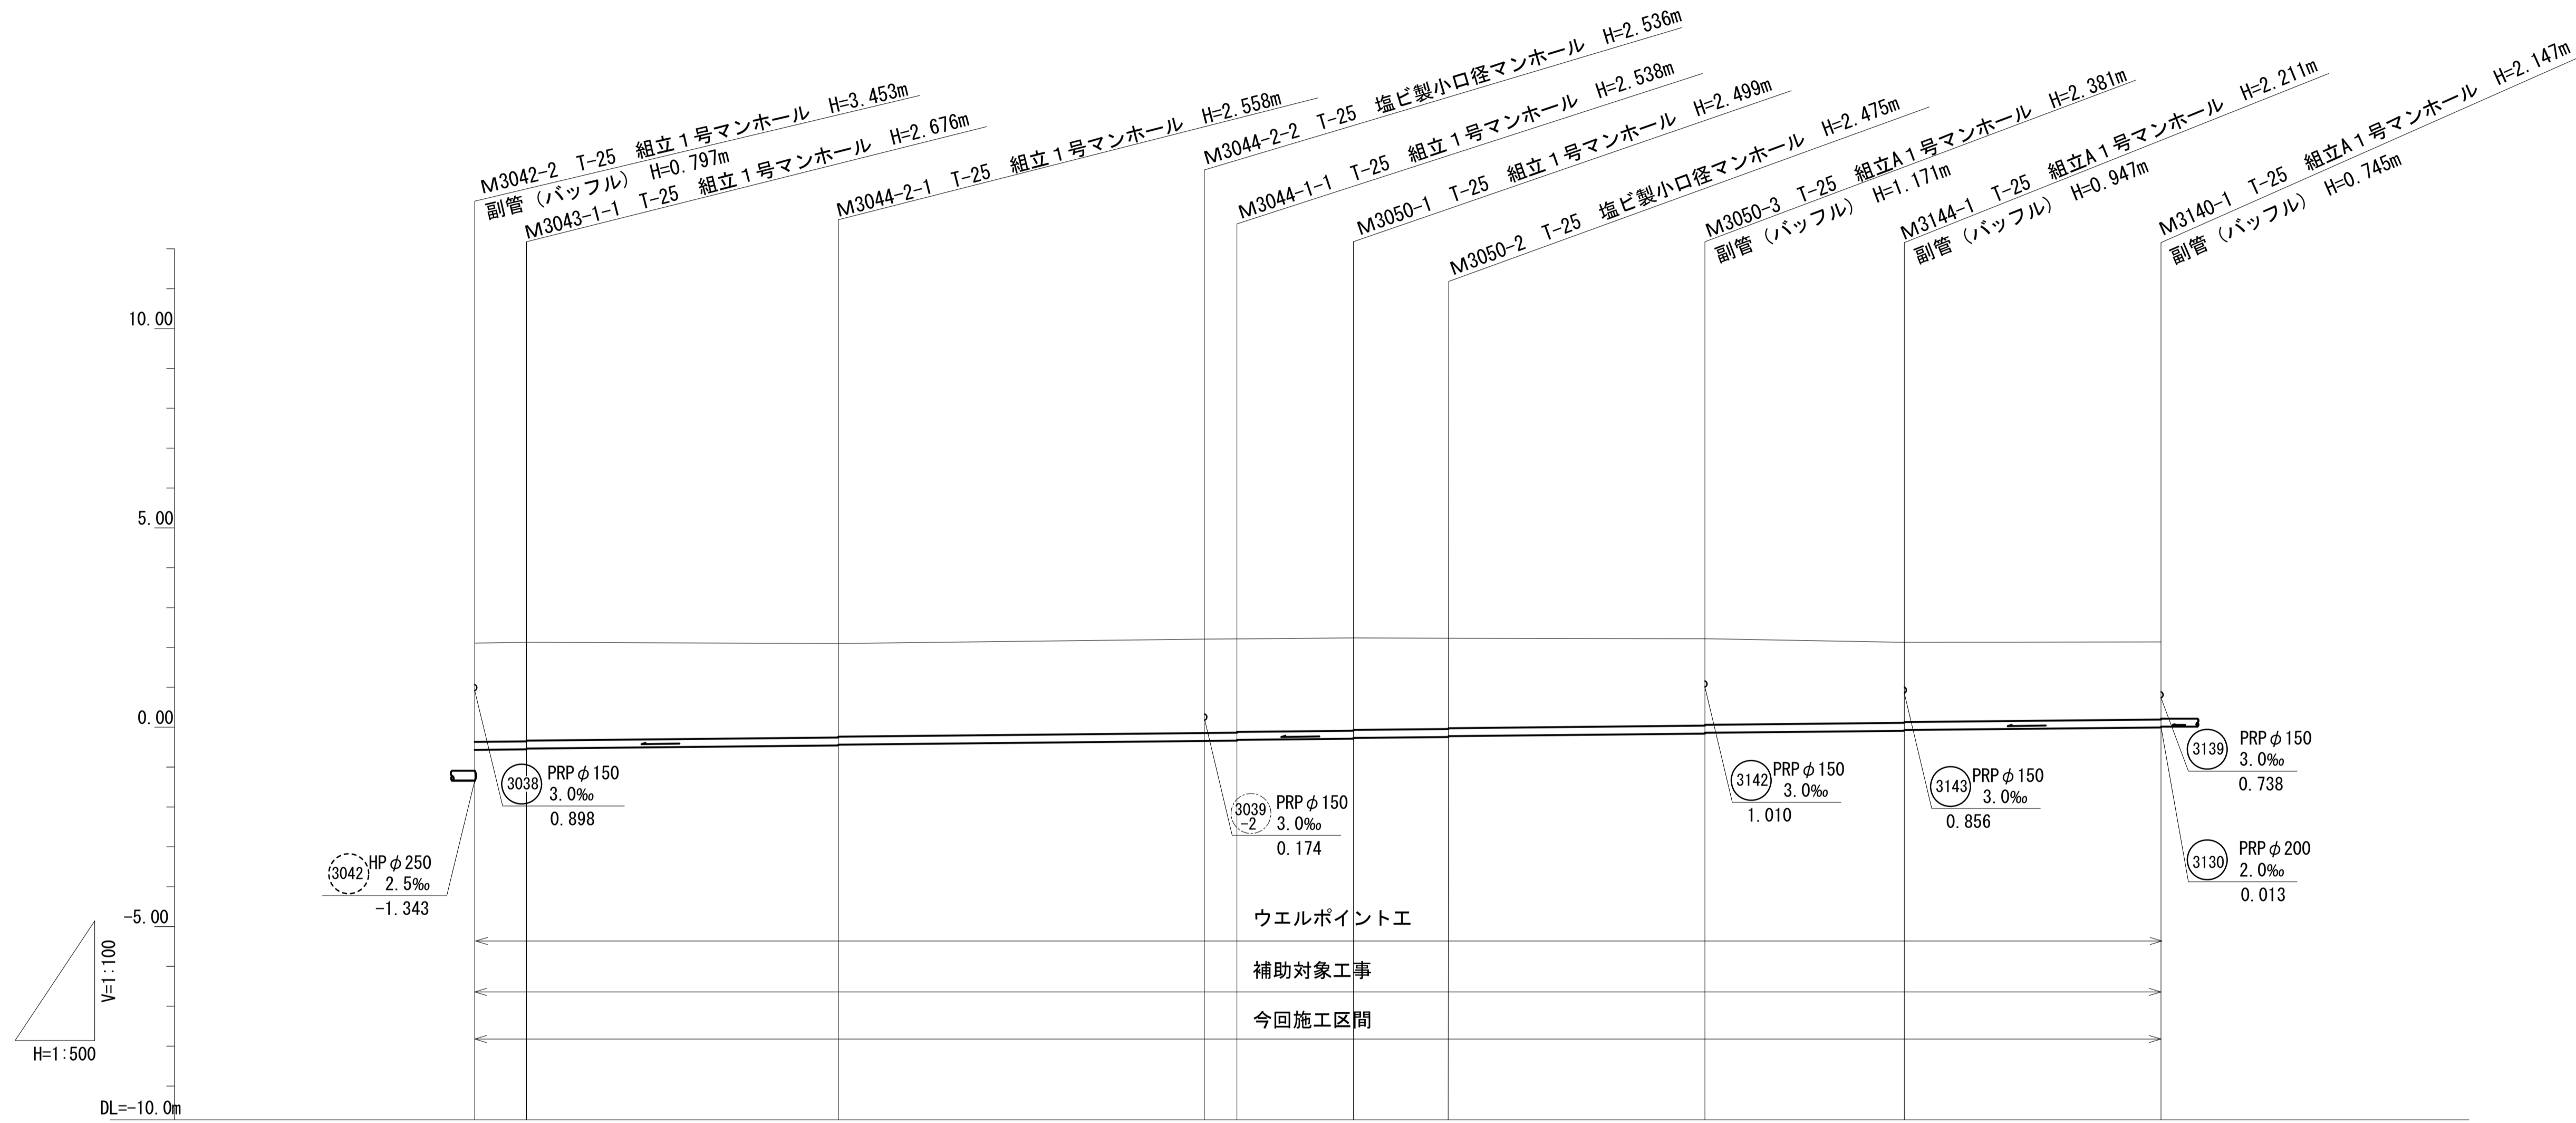 M3042-2　T-25　組立１号マンホール　H=3.453m
副管（バッフル）　H=0.797m
M3043-1-1　T-25　組立１号マンホール　H=2.676m
M3044-2-1　T-25　組立１号マンホール　H=2.558m
M3044-2-2　T-25　塩ビ製小口径マンホール　H=2.536m
M3044-1-1　T-25　組立１号マンホール　H=2.538m
M3050-1　T-25　組立１号マンホール　H=2.499m
M3050-2　T-25　塩ビ製小口径マンホール　H=2.475m
M3050-3　T-25　組立A１号マンホール　H=2.381m
副管（バッフル）　H=1.171m
M3144-1　T-25　組立A１号マンホール　H=2.211m
副管（バッフル）　H=0.947m
M3140-1　T-25　組立A１号マンホール　H=2.147m
副管（バッフル）　H=0.745m
10.00
5.00
0.00
-5.00
DL=-10.0m
V=1:100
H=1:500
3038
PRPφ150
3.0‰
0.898
3042
HPφ250
2.5‰
-1.343
3039
-2
PRPφ150
3.0‰
0.174
3142
PRPφ150
3.0‰
1.010
3143
PRPφ150
3.0‰
0.856
3139
PRPφ150
3.0‰
0.738
3130
PRPφ200
2.0‰
0.013
ウエルポイント工
補助対象工事
今回施工区間